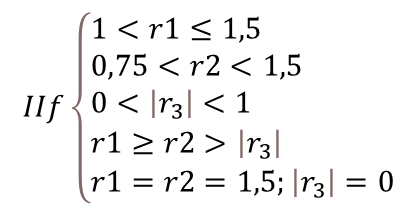 1 < r1 ≤ 1,5
0,75 < r2 < 1,5
IIf { 0 < |r₃| < 1
r1 ≥ r2 > |r₃|
r1 = r2 = 1,5; |r₃| = 0